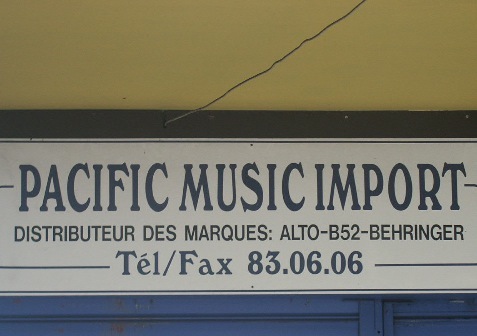 PACIFIC MUSIC IMPORT
DISTRIBUTEUR DES MARQUES: ALTO-B52-BEHRINGER
Tél/Fax 83.06.06